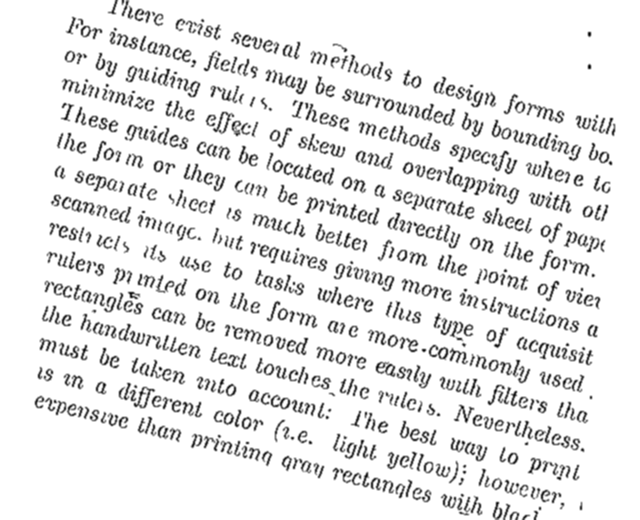 There exist several methods to design forms with
For instance, fields may be surrounded by bounding bo
or by guiding rulers. These methods specify where to
minimize the effect of skew and overlapping with oth
These guides can be located on a separate sheet of pape
the form or they can be printed directly on the form.
a separate sheet is much better from the point of view
scanned image, but requires giving more instructions a
restricts its use to tasks where this type of acquisit
rulers printed on the form are more commonly used.
rectangles can be removed more easily with filters tha
the handwritten text touches the rulers. Nevertheless.
must be taken into account: The best way to print
is in a different color (i.e. light yellow); however,
expensive than printing gray rectangles with blac